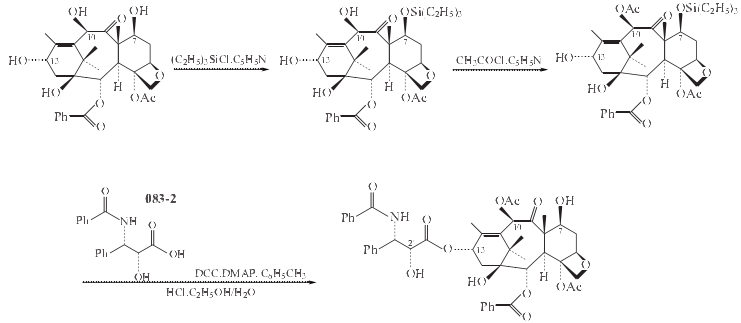 OH O OH
10 7
HO 13
HO H O
OAc
O
Ph O
(C2H5)3SiCl.C5H5N
OH O OSi(C2H5)3
10 7
HO 13
HO H O
OAc
O
Ph O
CH3COCl.C5H5N
OAc O OSi(C2H5)3
10 7
HO 13
HO H O
OAc
O
Ph O
083-2
O
Ph NH O
Ph OH
OH
DCC.DMAP. C6H5CH3
HCl.C2H5OH/H2O
O
Ph NH O
Ph 2 O
OH
OAc O OH
10 7
13
HO H O
OAc
O
Ph O